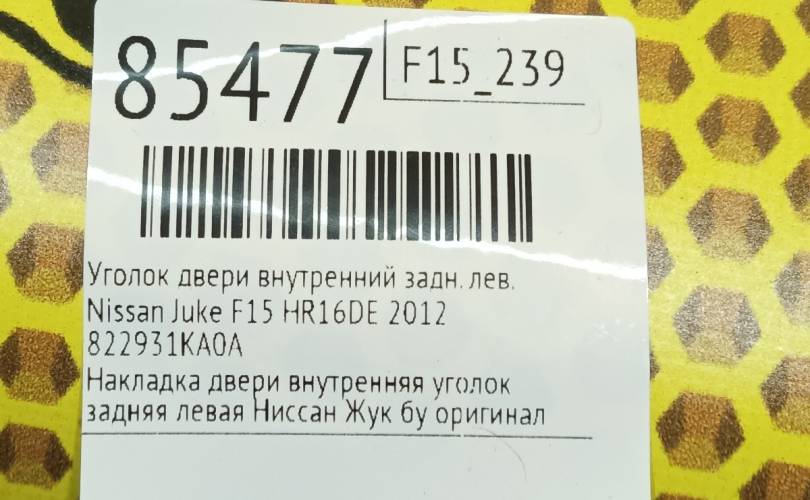 85477
F15_239
Уголок двери внутренний задн. лев.
Nissan Juke F15 HR16DE 2012
822931KA0A
Накладка двери внутренняя уголок
задняя левая Ниссан Жук бу оригинал